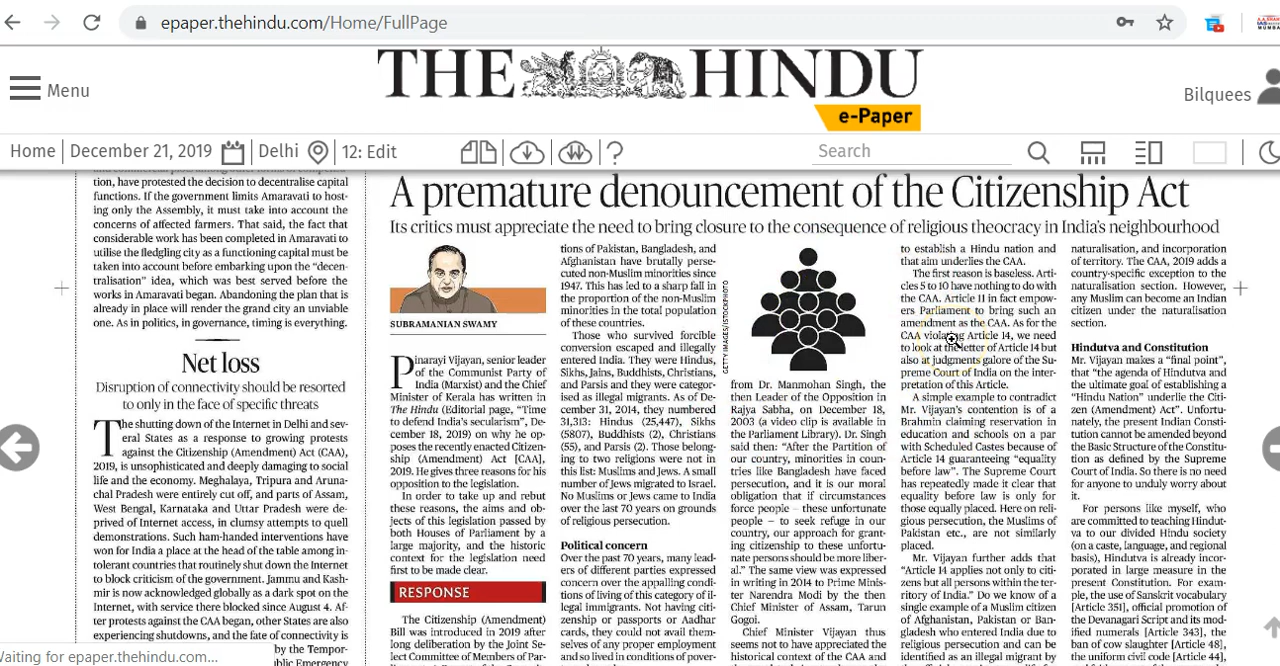 epaper.thehindu.com/Home/FullPage
THE HINDU
e-Paper
Menu
Bilquees
Home
December 21, 2019
Delhi
12: Edit
?
Search
tion, have protested the decision to decentralise capital
functions. If the government limits Amaravati to host-
ing only the Assembly, it must take into account the
concerns of affected farmers. That said, the fact that
considerable work has been completed in Amaravati to
utilise the fledgling city as a functioning capital must be
taken into account before embarking upon the “decen-
tralisation” idea, which was best served before the
works in Amaravati began. Abandoning the plan that is
already in place will render the grand city an unviable
one. As in politics, in governance, timing is everything.
Net loss
Disruption of connectivity should be resorted
to only in the face of specific threats
The shutting down of the Internet in Delhi and sev-
eral States as a response to growing protests
against the Citizenship (Amendment) Act (CAA),
2019, is unsophisticated and deeply damaging to social
life and the economy. Meghalaya, Tripura and Aruna-
chal Pradesh were entirely cut off, and parts of Assam,
West Bengal, Karnataka and Uttar Pradesh were de-
prived of Internet access, in clumsy attempts to quell
demonstrations. Such ham-handed interventions have
won for India a place at the head of the table among in-
tolerant countries that routinely shut down the Internet
to block criticism of the government. Jammu and Kash-
mir is now acknowledged globally as a dark spot on the
Internet, with service there blocked since August 4. Af-
ter protests against the CAA began, other States are also
experiencing shutdowns, and the fate of connectivity is
by the Tempor-
blic Emergency
A premature denouncement of the Citizenship Act
Its critics must appreciate the need to bring closure to the consequence of religious theocracy in India’s neighbourhood
SUBRAMANIAN SWAMY
Pinarayi Vijayan, senior leader
of the Communist Party of
India (Marxist) and the Chief
Minister of Kerala has written in
The Hindu (Editorial page, “Time
to defend India’s secularism”, De-
cember 18, 2019) on why he op-
poses the recently enacted Citizen-
ship (Amendment) Act [CAA],
2019. He gives three reasons for his
opposition to the legislation.
In order to take up and rebut
these reasons, the aims and ob-
jects of this legislation passed by
both Houses of Parliament by a
large majority, and the historic
context for the legislation need
first to be made clear.
RESPONSE
The Citizenship (Amendment)
Bill was introduced in 2019 after
long deliberation by the Joint Se-
lect Committee of Members of Par-
tions of Pakistan, Bangladesh, and
Afghanistan have brutally perse-
cuted non-Muslim minorities since
1947. This has led to a sharp fall in
the proportion of the non-Muslim
minorities in the total population
of these countries.
Those who survived forcible
conversion escaped and illegally
entered India. They were Hindus,
Sikhs, Jains, Buddhists, Christians,
and Parsis and they were categor-
ised as illegal migrants. As of De-
cember 31, 2014, they numbered
31,313: Hindus (25,447), Sikhs
(5807), Buddhists (2), Christians
(55), and Parsis (2). Those belong-
ing to two religions were not in
this list: Muslims and Jews. A small
number of Jews migrated to Israel.
No Muslims or Jews came to India
over the last 70 years on grounds
of religious persecution.
Political concern
Over the past 70 years, many lead-
ers of different parties expressed
concern over the appalling condi-
tions of living of this category of il-
legal immigrants. Not having citi-
zenship or passports or Aadhar
cards, they could not avail them-
selves of any proper employment
and so lived in conditions of pover-
GETTY IMAGES/ISTOCKPHOTO
from Dr. Manmohan Singh, the
then Leader of the Opposition in
Rajya Sabha, on December 18,
2003 (a video clip is available in
the Parliament Library). Dr. Singh
said then: “After the Partition of
our country, minorities in coun-
tries like Bangladesh have faced
persecution, and it is our moral
obligation that if circumstances
force people – these unfortunate
people – to seek refuge in our
country, our approach for grant-
ing citizenship to these unfortu-
nate persons should be more liber-
al.” The same view was expressed
in writing in 2014 to Prime Minis-
ter Narendra Modi by the then
Chief Minister of Assam, Tarun
Gogoi.
Chief Minister Vijayan thus
seems not to have appreciated the
historical context of the CAA and
to establish a Hindu nation and
that aim underlies the CAA.
The first reason is baseless. Arti-
cles 5 to 10 have nothing to do with
the CAA. Article 11 in fact empow-
ers Parliament to bring such an
amendment as the CAA. As for the
CAA violating Article 14, we need
to look at the letter of Article 14 but
also at judgments galore of the Su-
preme Court of India on the inter-
pretation of this Article.
A simple example to contradict
Mr. Vijayan’s contention is of a
Brahmin claiming reservation in
education and schools on a par
with Scheduled Castes because of
Article 14 guaranteeing “equality
before law”. The Supreme Court
has repeatedly made it clear that
equality before law is only for
those equally placed. Here on reli-
gious persecution, the Muslims of
Pakistan etc., are not similarly
placed.
Mr. Vijayan further adds that
“Article 14 applies not only to citi-
zens but all persons within the ter-
ritory of India.” Do we know of a
single example of a Muslim citizen
of Afghanistan, Pakistan or Ban-
gladesh who entered India due to
religious persecution and can be
identified as an illegal migrant by
naturalisation, and incorporation
of territory. The CAA, 2019 adds a
country-specific exception to the
naturalisation section. However,
any Muslim can become an Indian
citizen under the naturalisation
section.
Hindutva and Constitution
Mr. Vijayan makes a “final point”,
that “the agenda of Hindutva and
the ultimate goal of establishing a
“Hindu Nation” underlie the Citi-
zen (Amendment) Act”. Unfortu-
nately, the present Indian Consti-
tution cannot be amended beyond
the Basic Structure of the Constitu-
tion as defined by the Supreme
Court of India. So there is no need
for anyone to unduly worry about
it.
For persons like myself, who
are committed to teaching Hindut-
va to our divided Hindu society
(on a caste, language, and regional
basis), Hindutva is already incor-
porated in large measure in the
present Constitution. For exam-
ple, the use of Sanskrit vocabulary
[Article 351], official promotion of
the Devanagari Script and its mod-
ified numerals [Article 343], the
ban of cow slaughter [Article 48],
the uniform civil code [Article 44],
Waiting for epaper.thehindu.com...